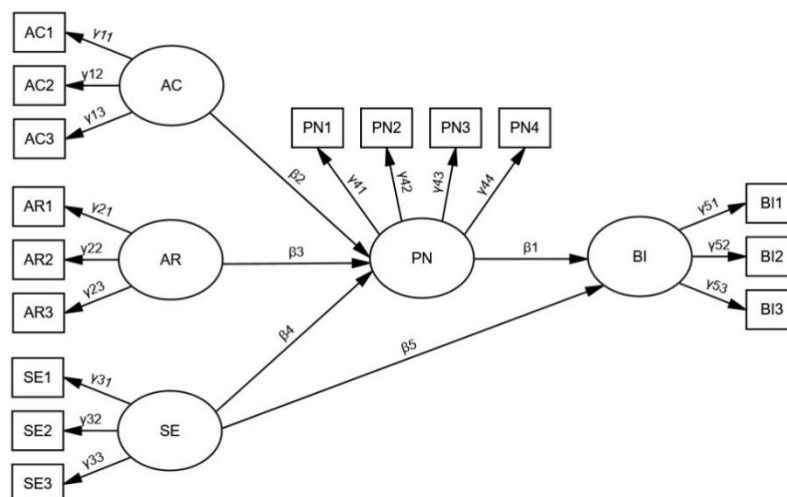 AC1
γ11
AC2
γ12
AC
AC3
γ13
β2
PN1
PN2
PN3
PN4
γ41
γ42
γ43
γ44
AR1
γ21
AR2
γ22
AR
AR3
γ23
β3
PN
β1
BI
γ51
BI1
γ52
BI2
γ53
BI3
β4
β5
SE1
γ31
SE2
γ32
SE
SE3
γ33